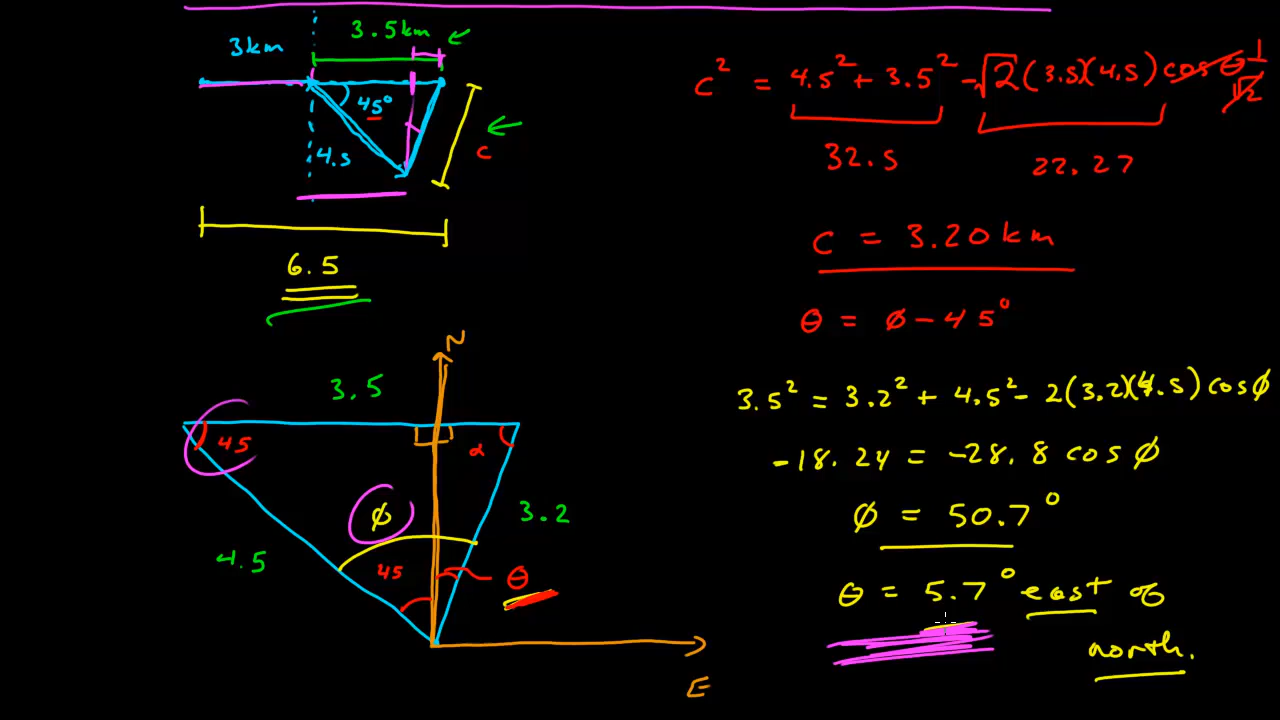 3km
3.5km
45°
4.5
c
6.5
c² = 4.5² + 3.5² - √2 (3.5)(4.5) cos θ 1/√2
32.5
22.27
c = 3.20 km
θ = ϕ - 45°
3.5² = 3.2² + 4.5² - 2(3.2)(4.5) cos ϕ
-18.24 = -28.8 cos ϕ
ϕ = 50.7°
θ = 5.7° east of
north.
N
3.5
45
α
ϕ
3.2
4.5
45
θ
E